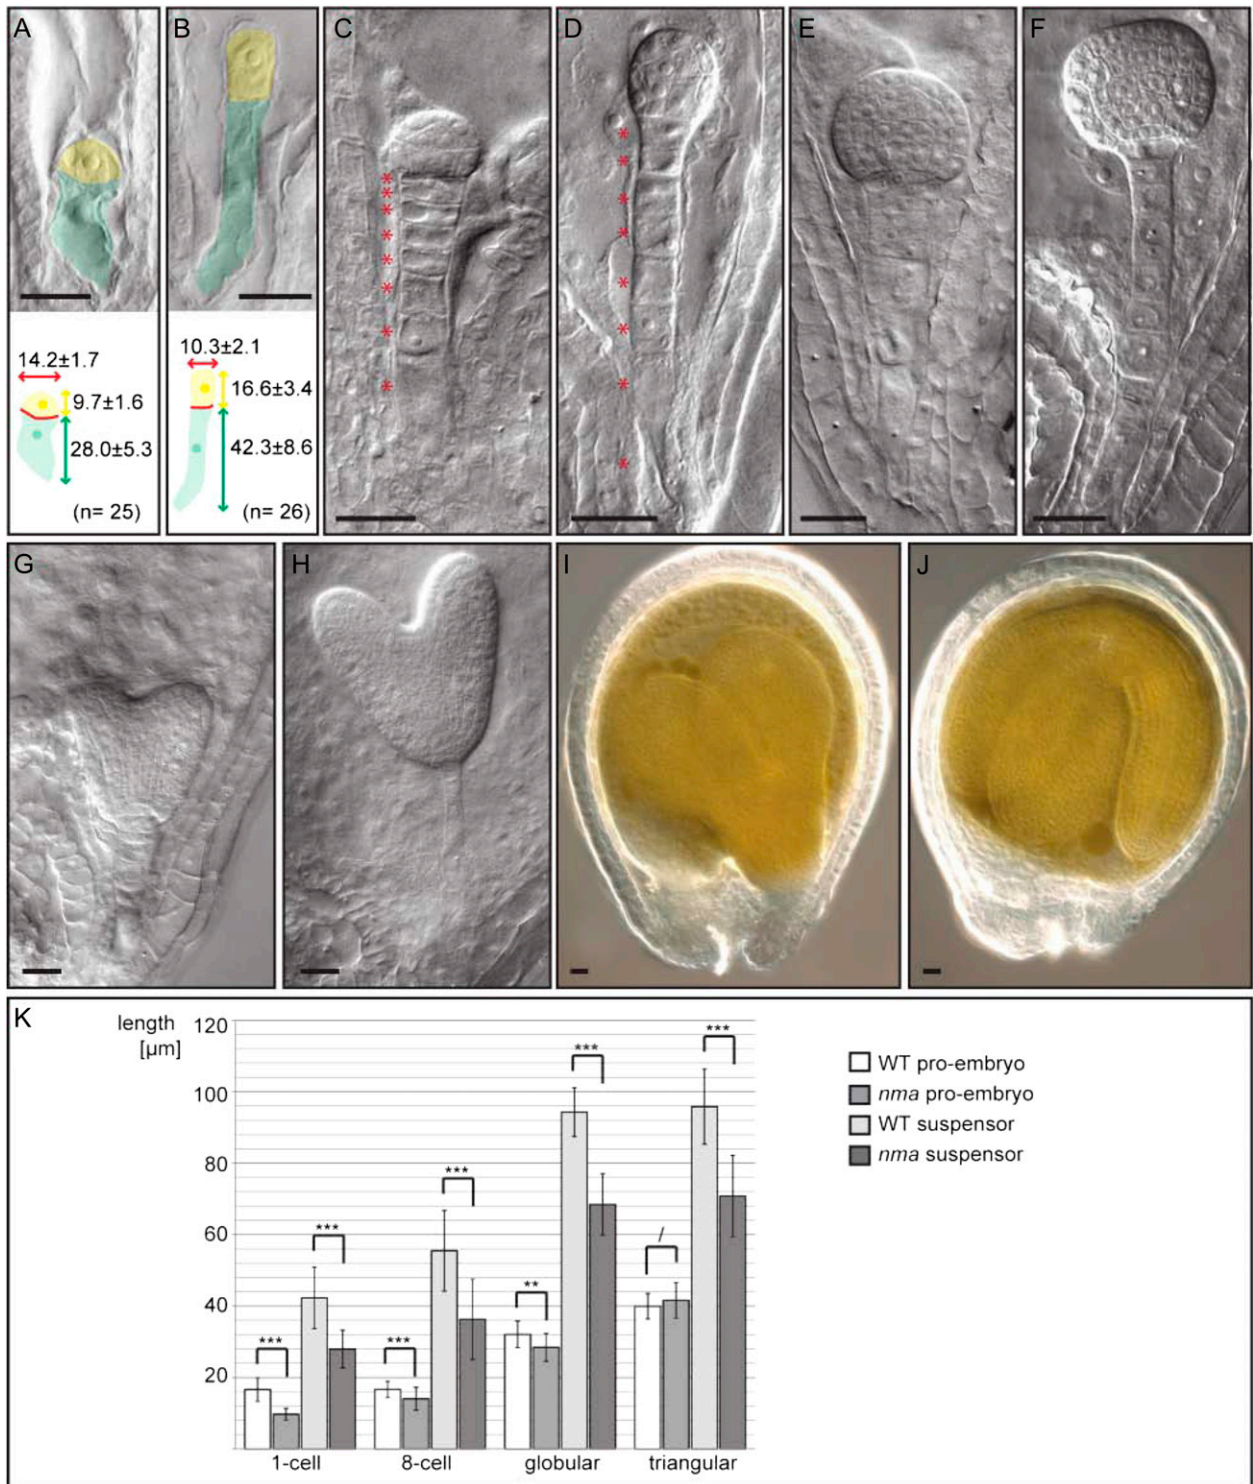 A
B
C
D
E
F
14.2±1.7
9.7±1.6
28.0±5.3
(n= 25)
10.3±2.1
16.6±3.4
42.3±8.6
(n= 26)
********
********
G
H
I
J
K
length
[µm]
120
100
80
60
40
20
***
***
***
***
**
***
/
***
1-cell
8-cell
globular
triangular
WT pro-embryo
nma pro-embryo
WT suspensor
nma suspensor